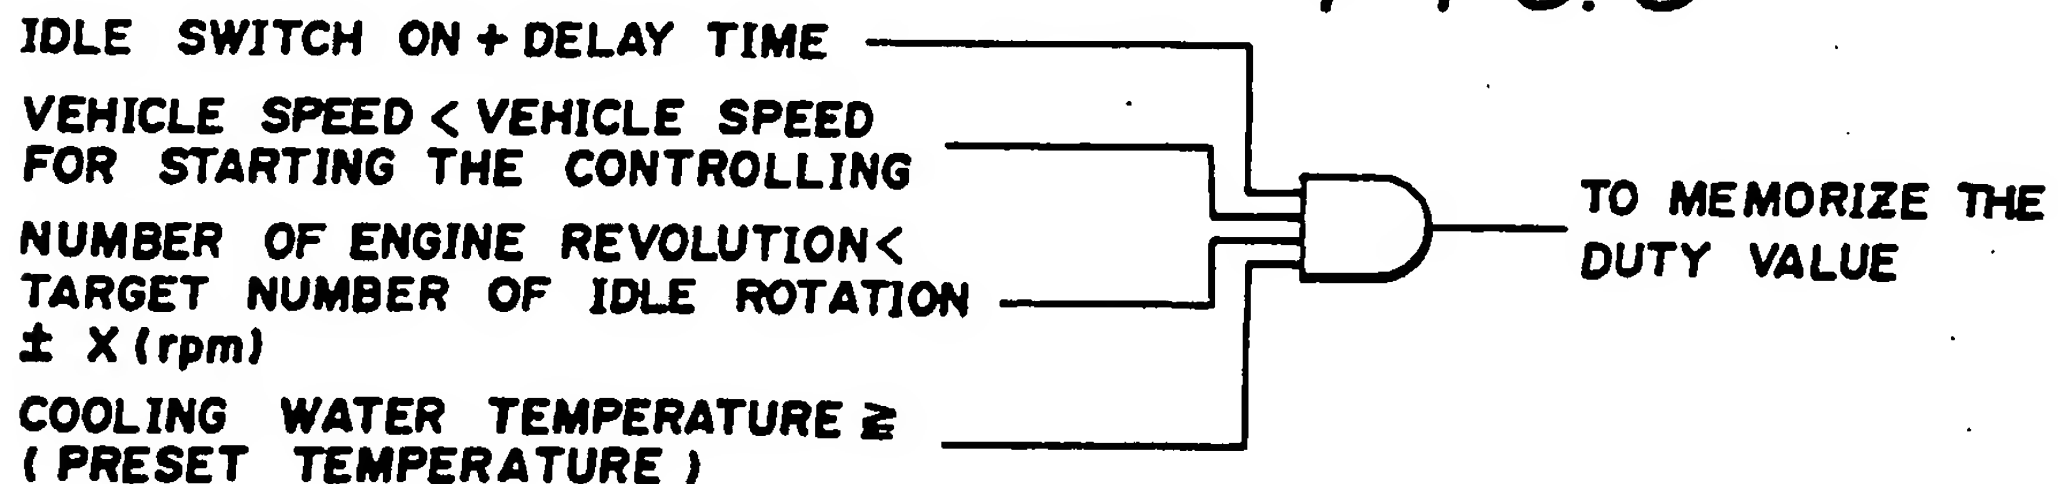 IDLE SWITCH ON + DELAY TIME
VEHICLE SPEED < VEHICLE SPEED
FOR STARTING THE CONTROLLING
NUMBER OF ENGINE REVOLUTION <
TARGET NUMBER OF IDLE ROTATION
± X (rpm)
COOLING WATER TEMPERATURE ≧
( PRESET TEMPERATURE )
TO MEMORIZE THE
DUTY VALUE